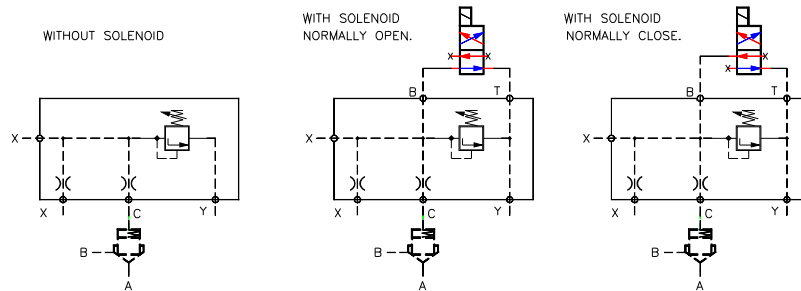 WITHOUT SOLENOID
X
X
C
Y
B
A
WITH SOLENOID
NORMALLY OPEN.
X
X
B
T
X
X
C
Y
B
A
WITH SOLENOID
NORMALLY CLOSE.
X
X
B
T
X
X
C
Y
B
A